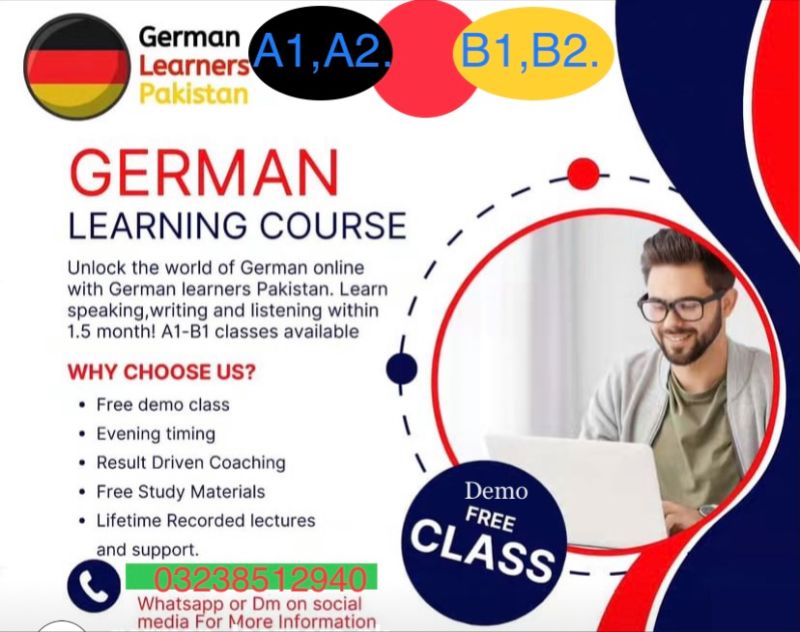 German
Learners
Pakistan
A1,A2.
B1,B2.
GERMAN
LEARNING COURSE
Unlock the world of German online
with German learners Pakistan. Learn
speaking,writing and listening within
1.5 month! A1-B1 classes available
WHY CHOOSE US?
• Free demo class
• Evening timing
• Result Driven Coaching
• Free Study Materials
• Lifetime Recorded lectures
and support.
Demo
FREE
CLASS
03238512940
Whatsapp or Dm on social
media For More Information